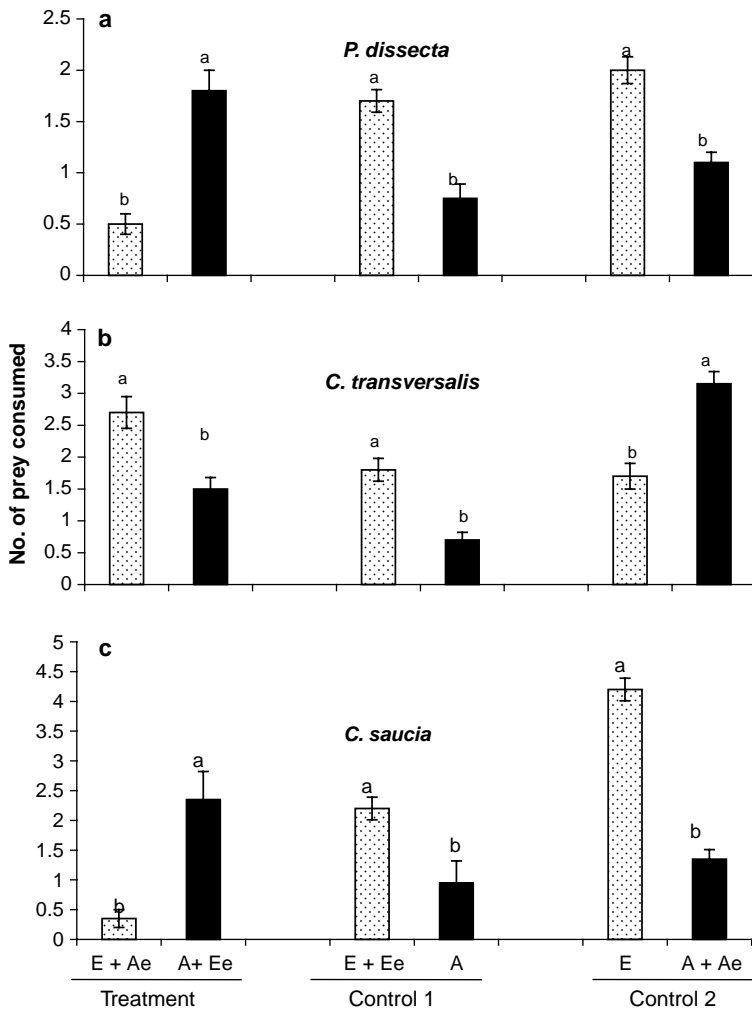 a
P. dissecta
2
1.5
1
0.5
0
b a a b a b
b
C. transversalis
4
3.5
3
2.5
2
1.5
1
0.5
0
a b a b b a
No. of prey consumed
c
C. saucia
5
4.5
4
3.5
3
2.5
2
1.5
1
0.5
0
b a a b a b
E + Ae A+ Ee E + Ee A E A + Ae
Treatment Control 1 Control 2